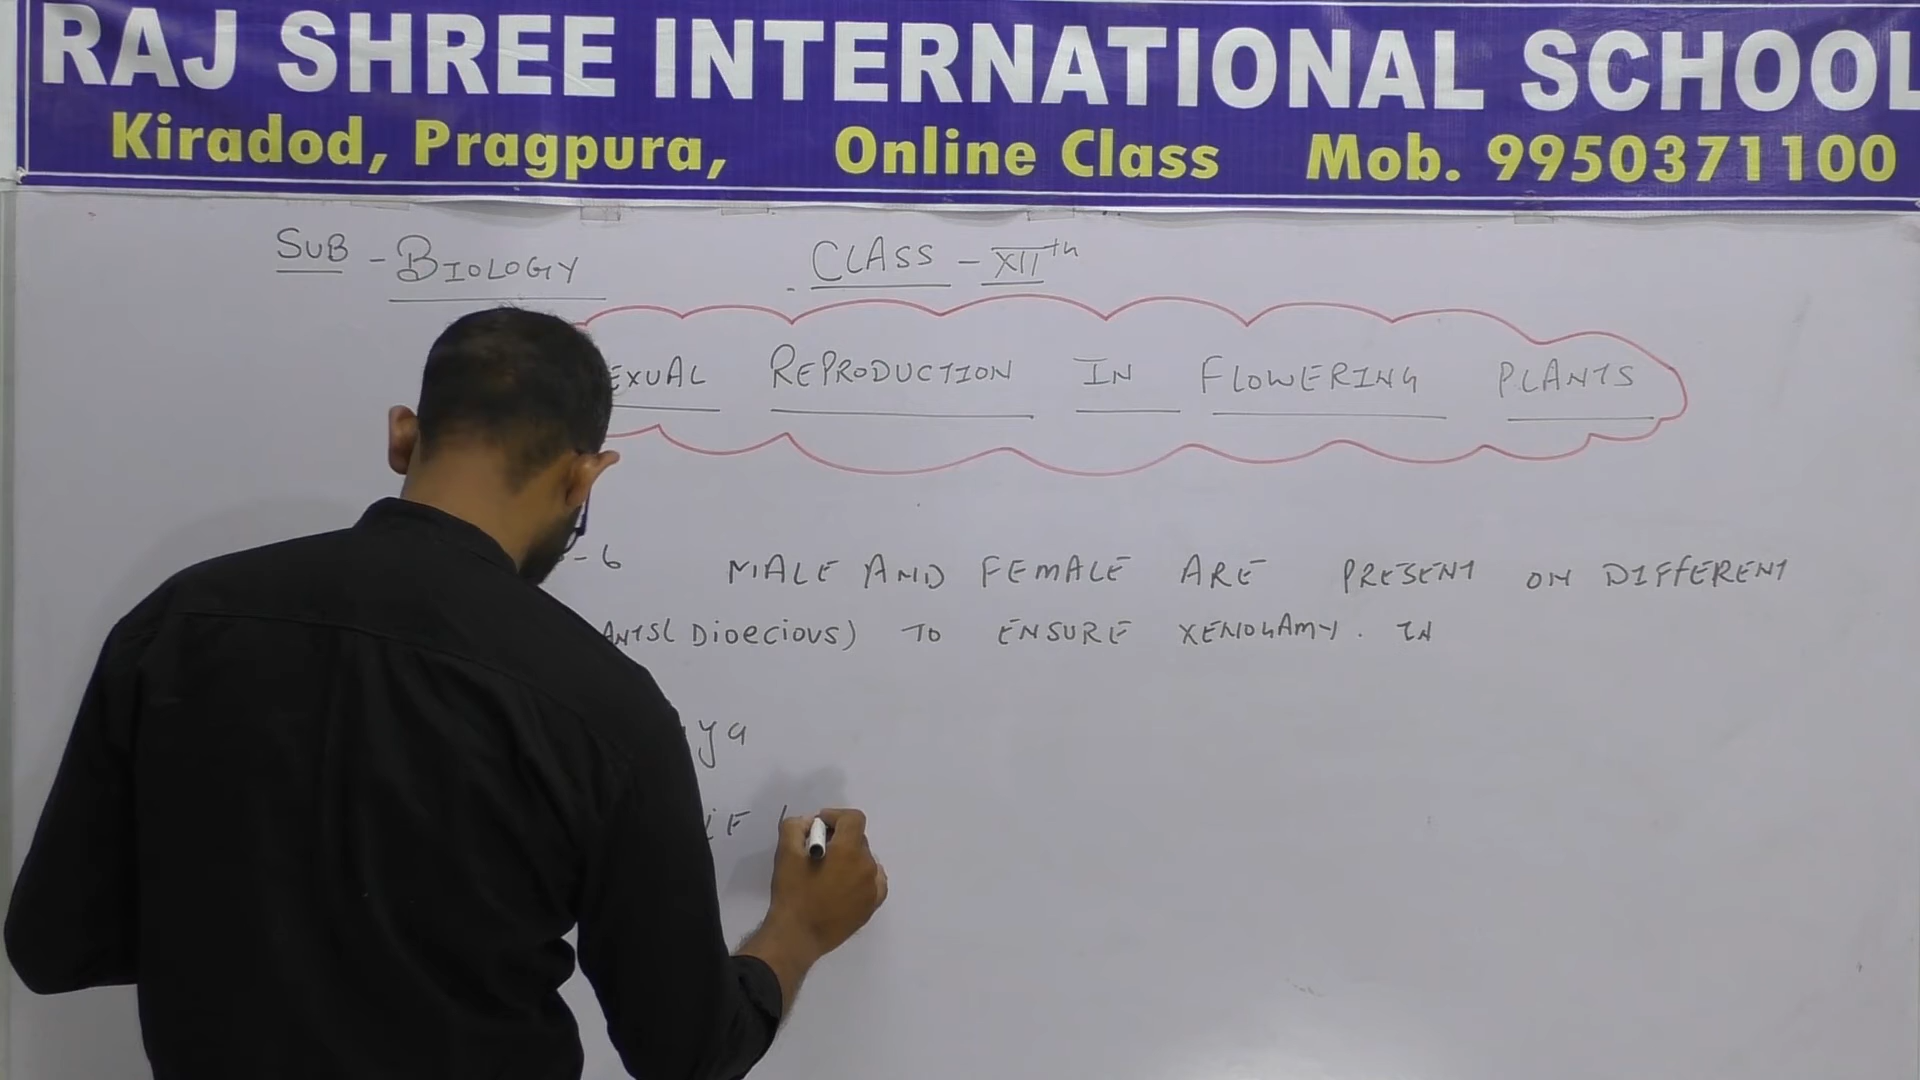 RAJ SHREE INTERNATIONAL SCHOOL
Kiradod, Pragpura, Online Class Mob. 9950371100
SUB - BIOLOGY CLASS - XIIth
EXUAL REPRODUCTION IN FLOWERING PLANTS
- 6 MALE AND FEMALE ARE PRESENT ON DIFFERENT
ANTS( DIOECIOUS) TO ENSURE XENOGAMY. IN
ya